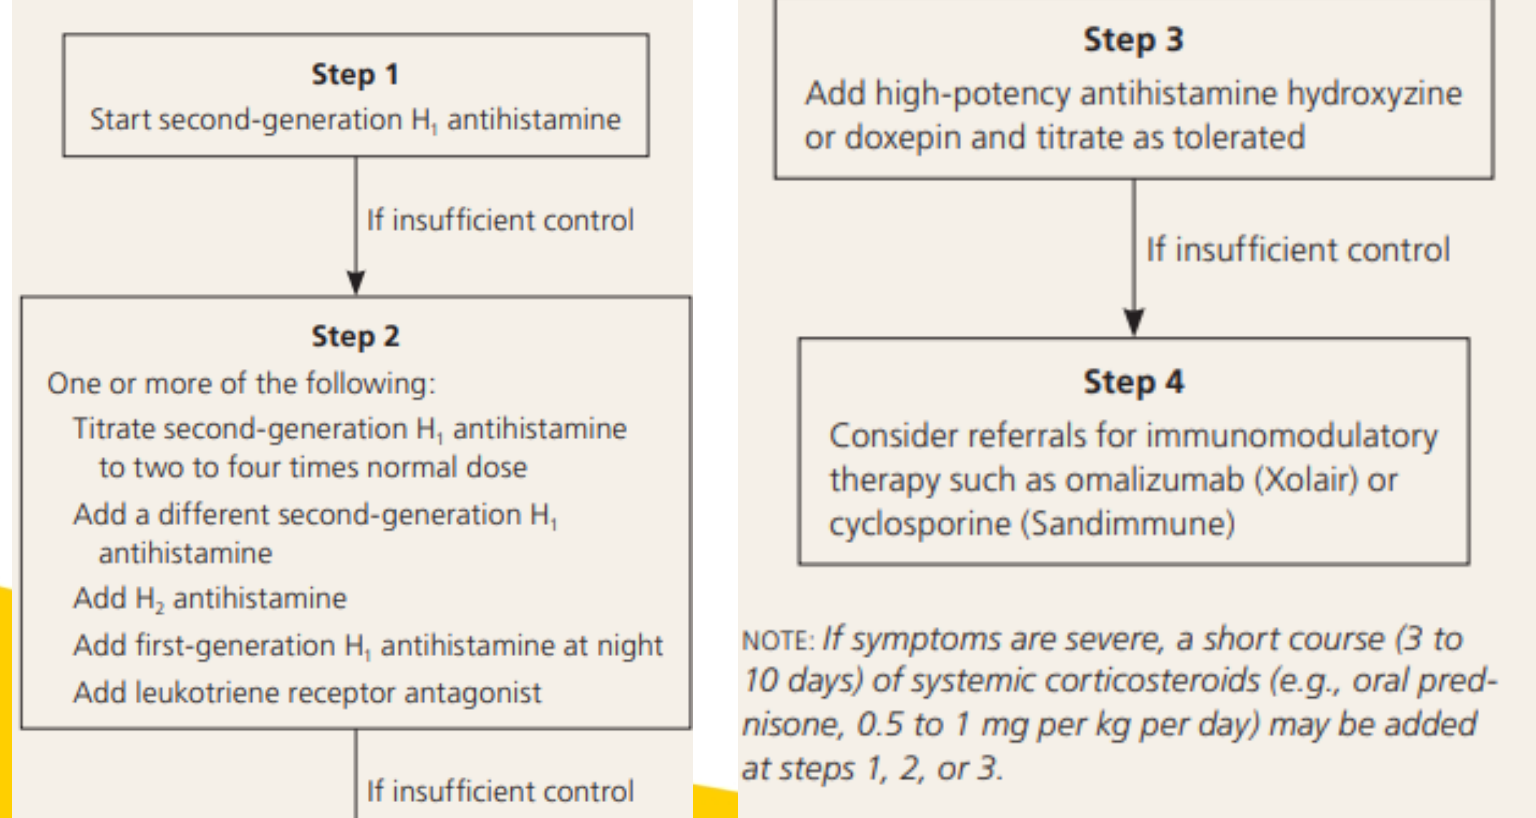 Step 1
Start second-generation H₁ antihistamine
If insufficient control
Step 2
One or more of the following:
Titrate second-generation H₁ antihistamine
to two to four times normal dose
Add a different second-generation H₁
antihistamine
Add H₂ antihistamine
Add first-generation H₁ antihistamine at night
Add leukotriene receptor antagonist
If insufficient control
Step 3
Add high-potency antihistamine hydroxyzine
or doxepin and titrate as tolerated
If insufficient control
Step 4
Consider referrals for immunomodulatory
therapy such as omalizumab (Xolair) or
cyclosporine (Sandimmune)
NOTE: If symptoms are severe, a short course (3 to
10 days) of systemic corticosteroids (e.g., oral pred-
nisone, 0.5 to 1 mg per kg per day) may be added
at steps 1, 2, or 3.